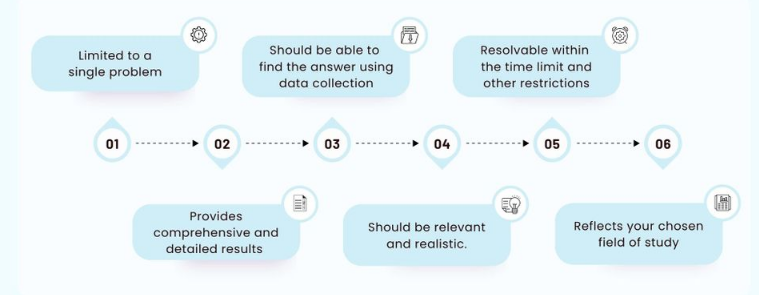 Limited to a
single problem
Should be able to
find the answer using
data collection
Resolvable within
the time limit and
other restrictions
01
02
03
04
05
06
Provides
comprehensive and
detailed results
Should be relevant
and realistic.
Reflects your chosen
field of study